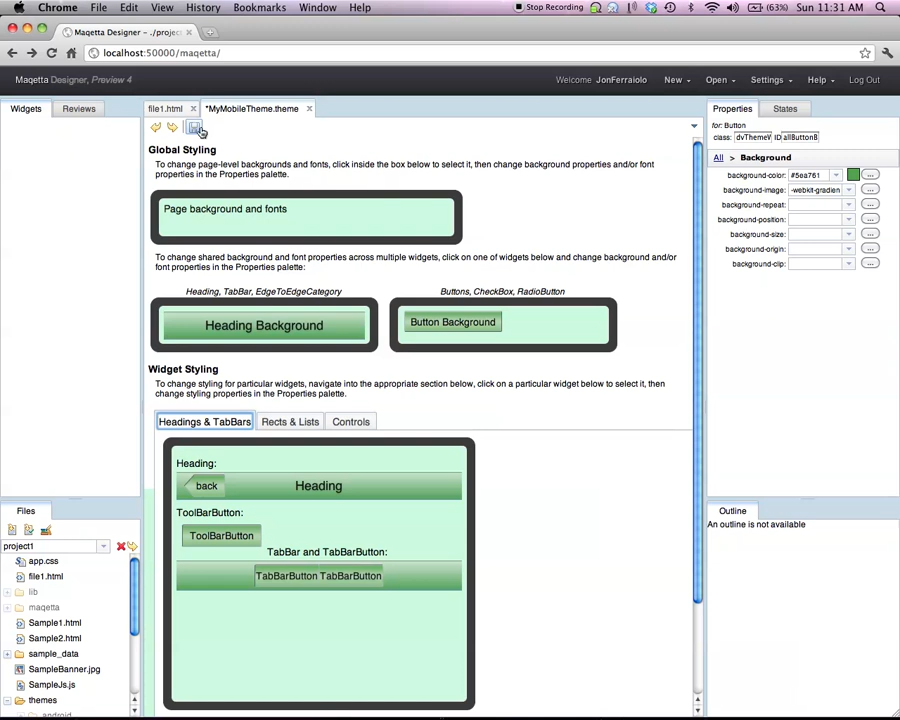 Chrome File Edit View History Bookmarks Window Help Stop Recording (63%) Sun 11:31 AM
Maqetta Designer - ./projec
localhost:50000/maqetta/
Maqetta Designer, Preview 4 Welcome JonFerraiolo New Open Settings Help Log Out
Widgets Reviews file1.html *MyMobileTheme.theme Properties States
for: Button
class: dvThemeW ID allButtonB
Global Styling
To change page-level backgrounds and fonts, click inside the box below to select it, then change background properties and/or font
properties in the Properties palette.
All > Background
background-color: #5ea761 ...
background-image: -webkit-gradien ...
background-repeat: ...
background-position: ...
background-size: ...
background-origin: ...
background-clip: ...
Page background and fonts
To change shared background and font properties across multiple widgets, click on one of widgets below and change background and/or
font properties in the Properties palette:
Heading, TabBar, EdgeToEdgeCategory Buttons, CheckBox, RadioButton
Heading Background Button Background
Widget Styling
To change styling for particular widgets, navigate into the appropriate section below, click on a particular widget below to select it, then
change styling properties in the Properties palette.
Headings & TabBars Rects & Lists Controls
Heading:
back Heading
ToolBarButton:
ToolBarButton
TabBar and TabBarButton:
TabBarButton TabBarButton
Files
project1
app.css
file1.html
lib
maqetta
Sample1.html
Sample2.html
sample_data
SampleBanner.jpg
SampleJs.js
themes
android
Outline
An outline is not available